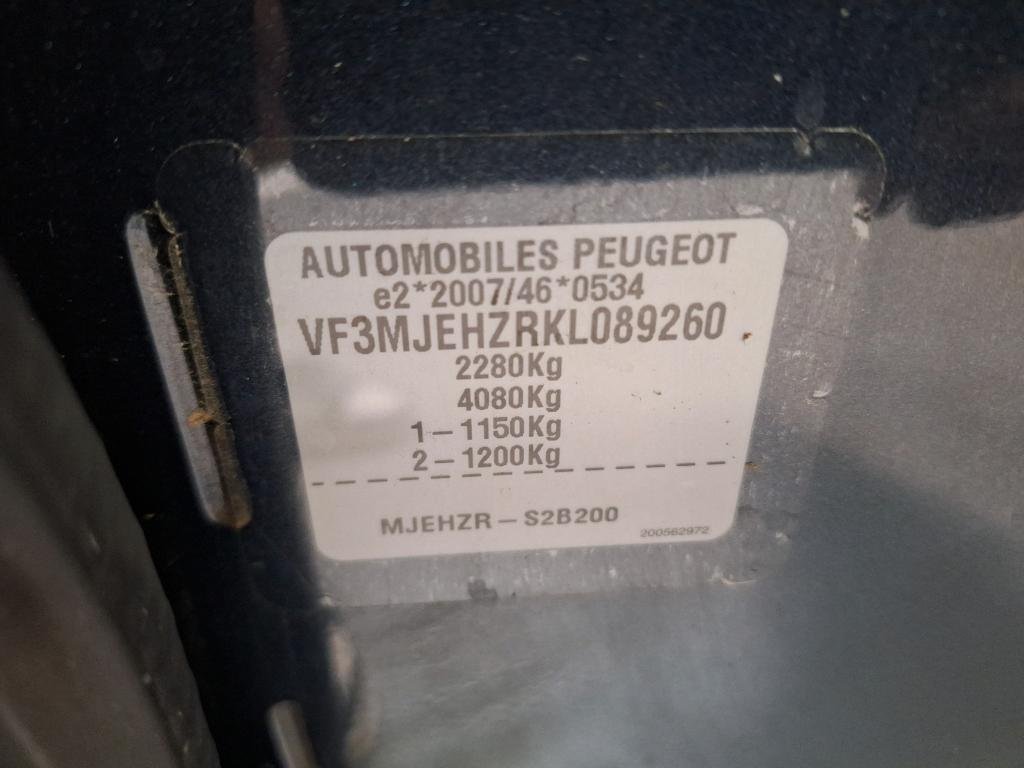 AUTOMOBILES PEUGEOT
e2*2007/46*0534
VF3MJEHZRKL089260
2280Kg
4080Kg
1-1150Kg
2-1200Kg
MJEHZR-S2B200
200562972